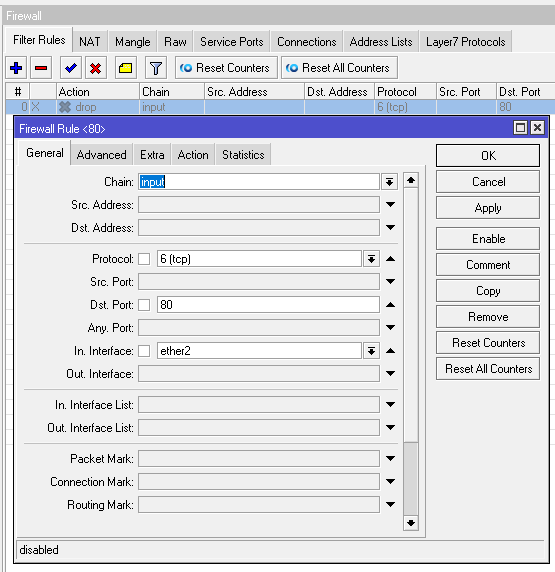 Firewall
Filter Rules NAT Mangle Raw Service Ports Connections Address Lists Layer7 Protocols
Reset Counters Reset All Counters
# Action Chain Src. Address Dst. Address Protocol Src. Port Dst. Port
0 X drop input 6 (tcp) 80
Firewall Rule <80>
General Advanced Extra Action Statistics
OK
Chain: input
Cancel
Src. Address:
Apply
Dst. Address:
Enable
Protocol: 6 (tcp)
Comment
Src. Port:
Copy
Dst. Port: 80
Remove
Any. Port:
Reset Counters
In. Interface: ether2
Reset All Counters
Out. Interface:
In. Interface List:
Out. Interface List:
Packet Mark:
Connection Mark:
Routing Mark:
disabled